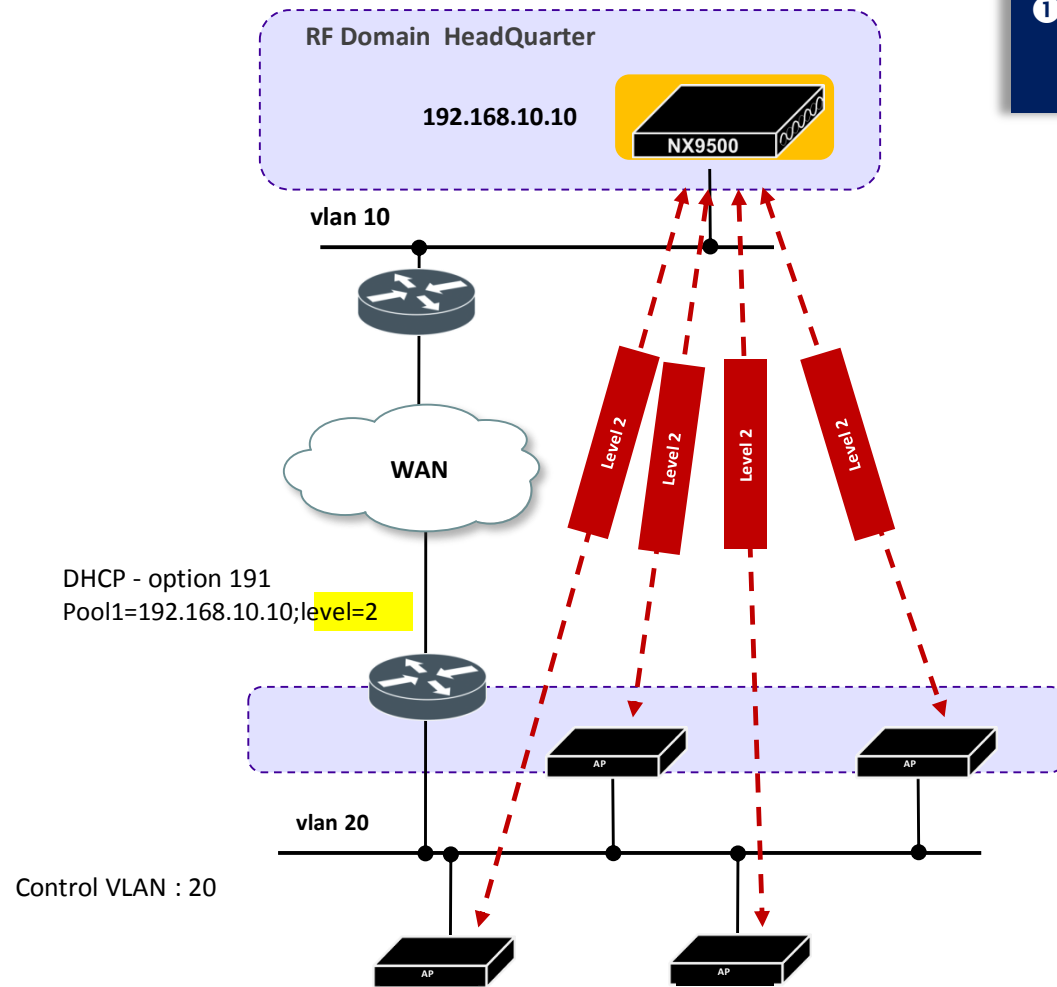 ❶
RF Domain HeadQuarter
192.168.10.10
NX9500
vlan 10
Level 2
Level 2
Level 2
Level 2
WAN
DHCP - option 191
Pool1=192.168.10.10;level=2
AP
AP
vlan 20
Control VLAN : 20
AP
AP